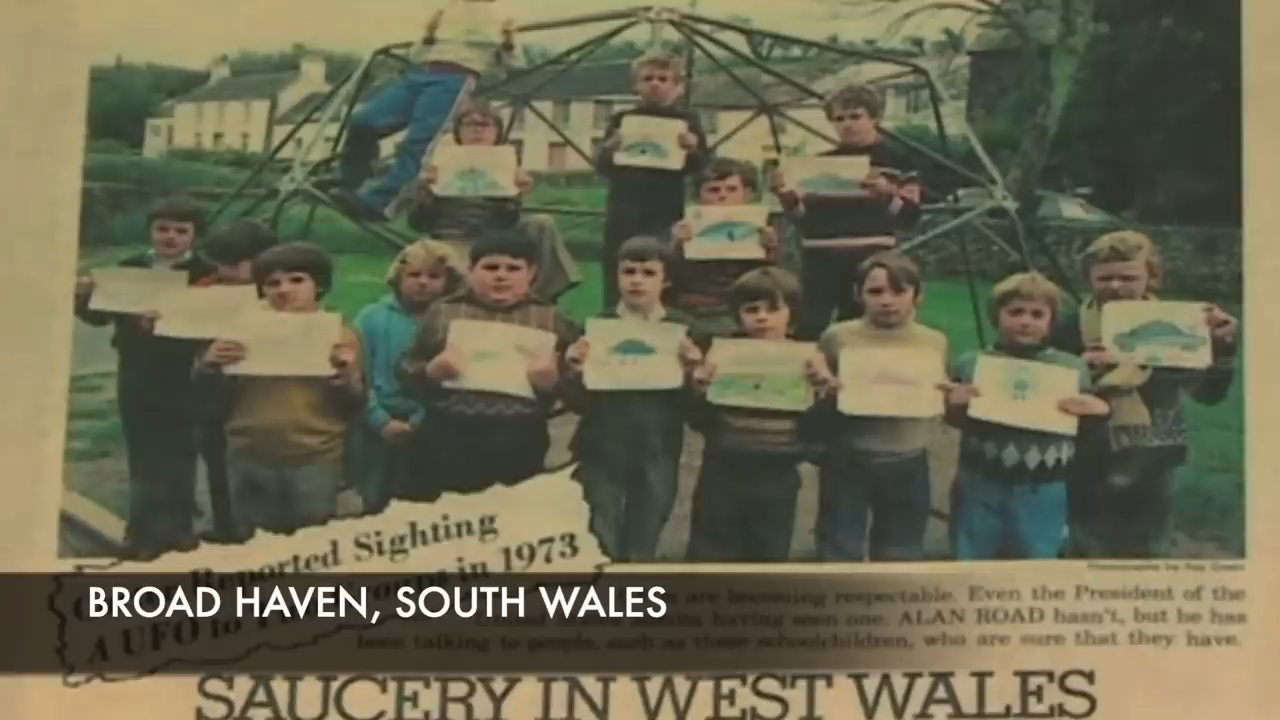 Reported Sighting
in 1973
A UFO to
BROAD HAVEN, SOUTH WALES
are becoming respectable. Even the President of the
having seen one. ALAN ROAD hasn't, but he has
been talking to people, such as these schoolchildren, who are sure that they have.
SAUCERY IN WEST WALES